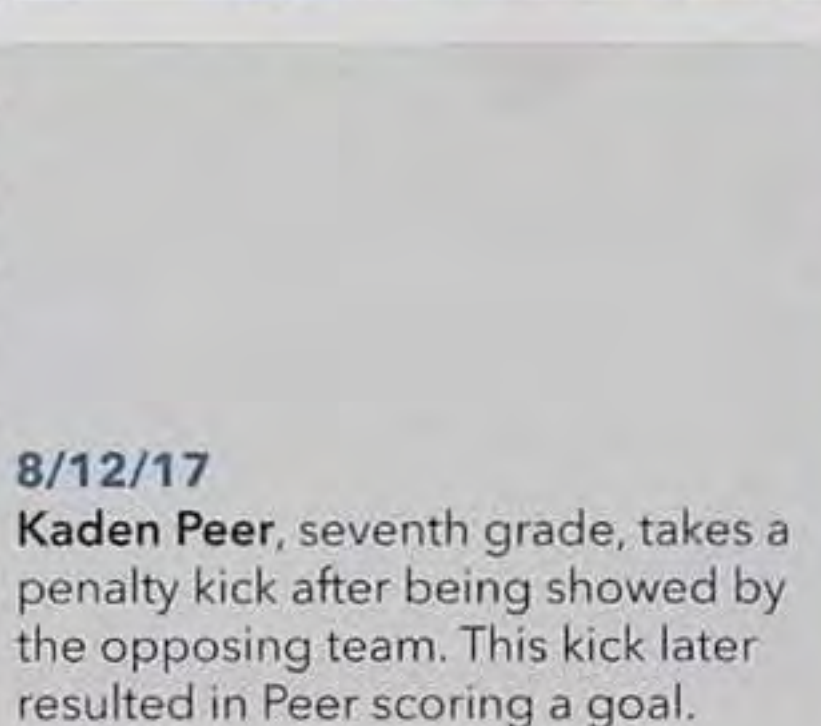 8/12/17
Kaden Peer, seventh grade, takes a
penalty kick after being showed by
the opposing team. This kick later
resulted in Peer scoring a goal.